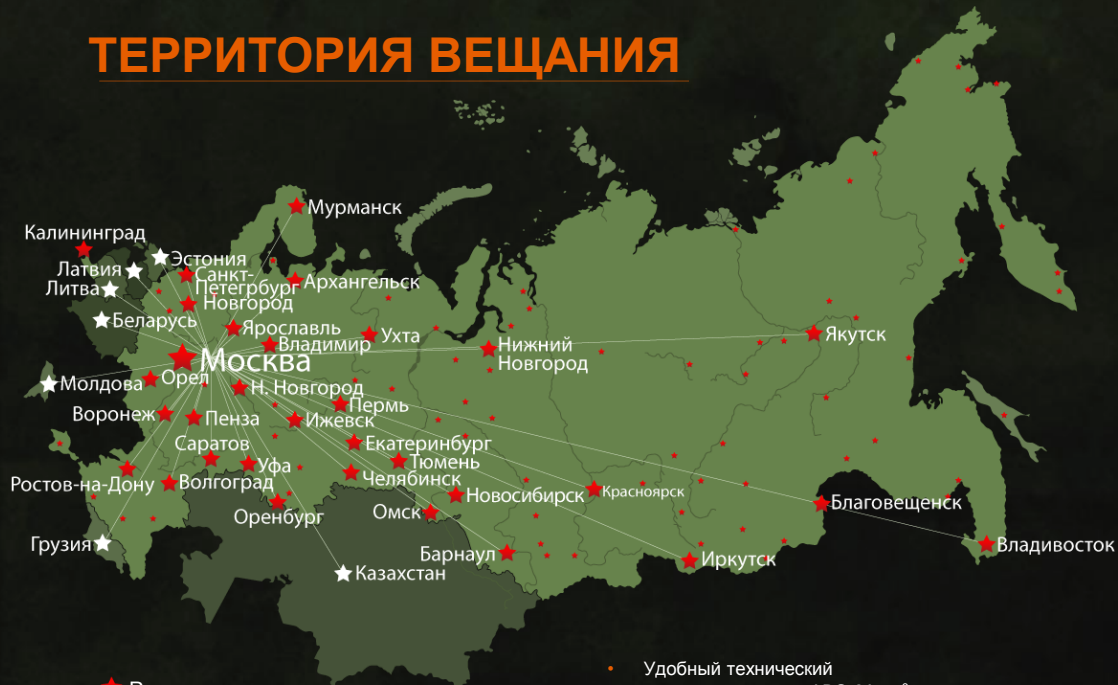 ТЕРРИТОРИЯ ВЕЩАНИЯ
Мурманск
Калининград
Эстония
Латвия
Санкт-
Петергрбург
Литва
Архангельск
Новгород
Беларусь
Ярославль
Ухта
Якутск
Владимир
Нижний
Новгород
Москва
Орел
Молдова
Н. Новгород
Пермь
Воронеж
Пенза
Ижевск
Саратов
Екатеринбург
Уфа
Тюмень
Челябинск
Ростов-на-Дону
Волгоград
Новосибирск
Красноярск
Благовещенск
Оренбург
Омск
Грузия
Барнаул
Иркутск
Владивосток
Казахстан
Удобный технический